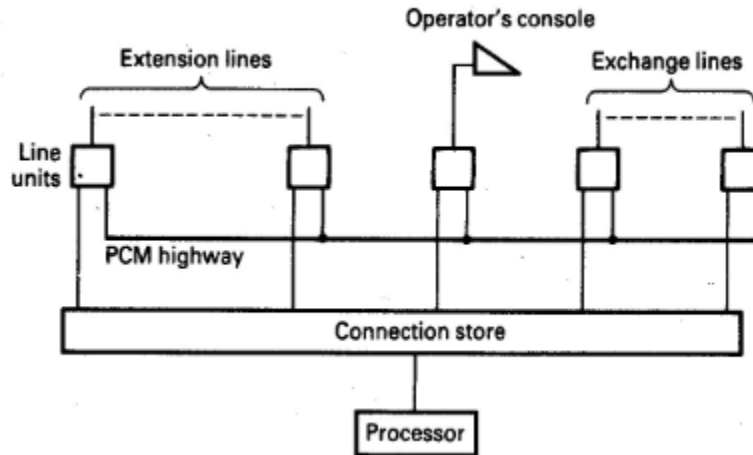 Operator's console
Extension lines
Exchange lines
Line
units
PCM highway
Connection store
Processor